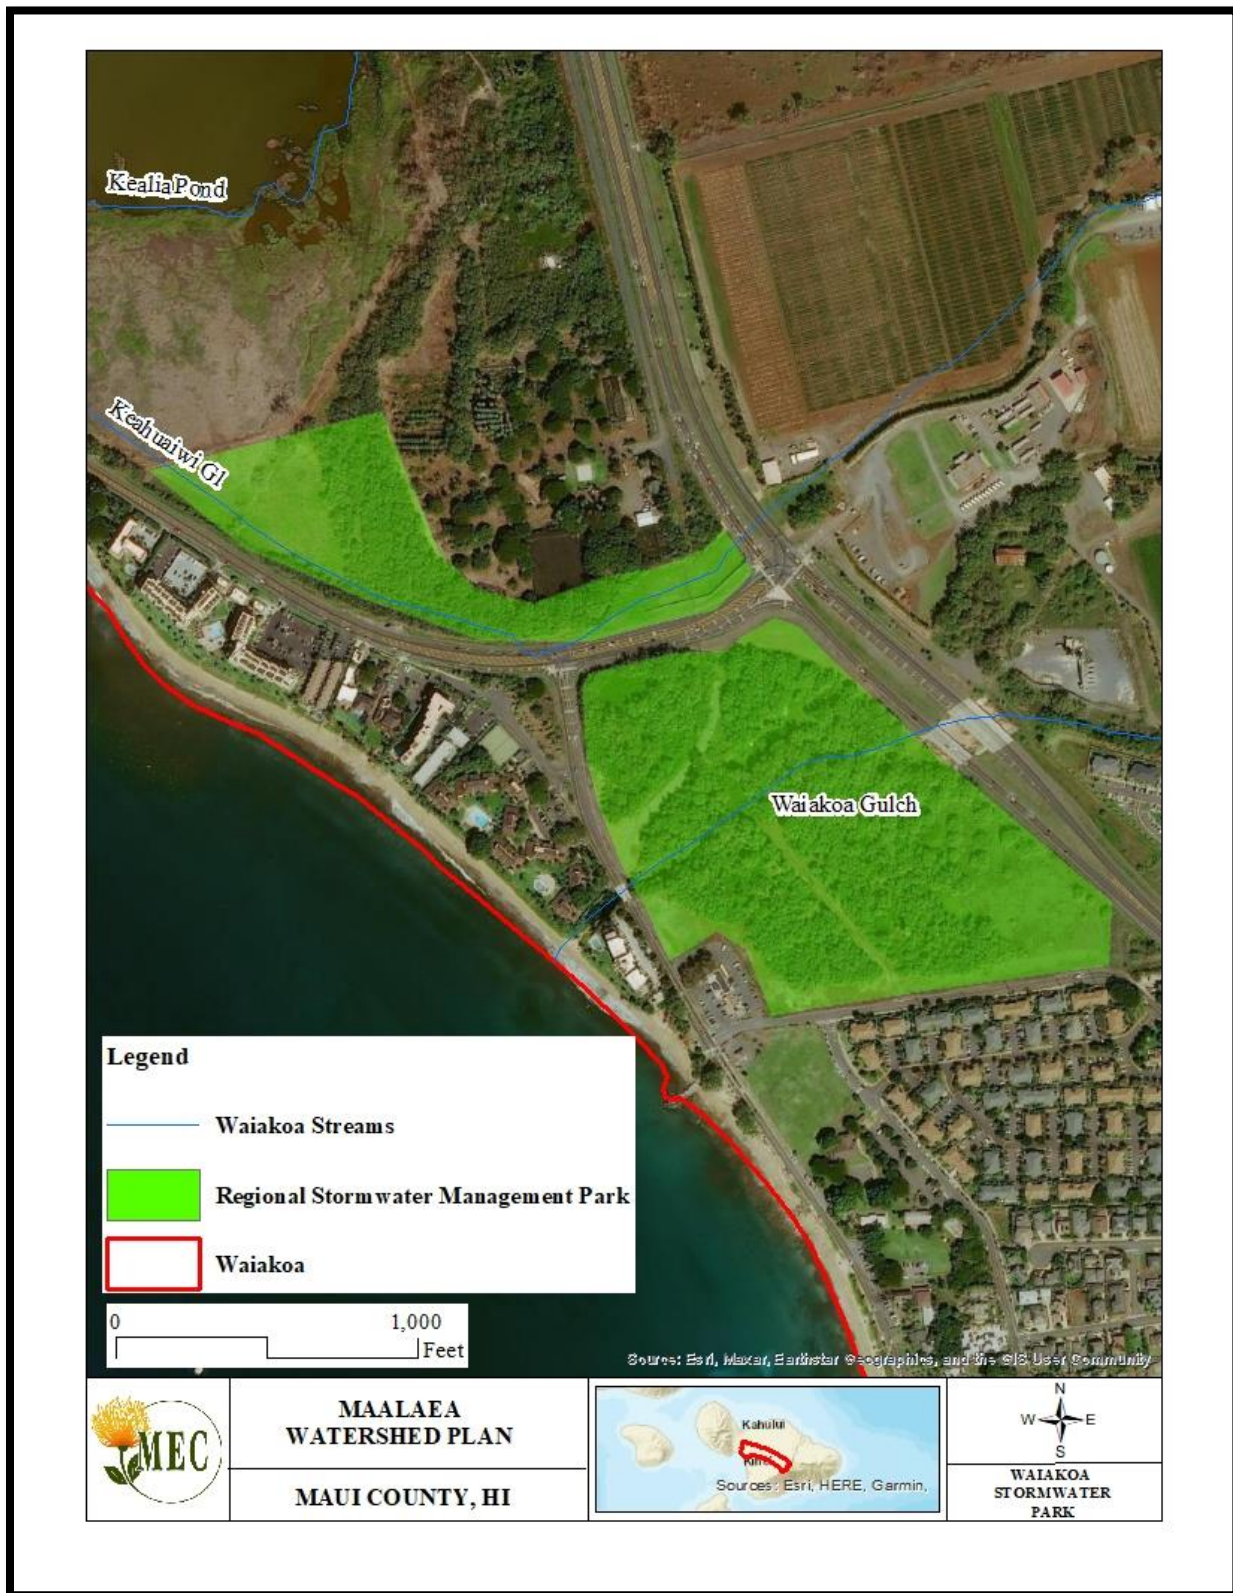 Kealia Pond
Keahuaiwi Gl
Waiakoa Gulch
Legend
Waiakoa Streams
Regional Stormwater Management Park
Waiakoa
0 1,000
Feet
Source: Esri, Maxar, Earthstar Geographics, and the GIS User Community
MEC
MAALAEA
WATERSHED PLAN
MAUI COUNTY, HI
Kahului
Sources: Esri, HERE, Garmin,
N
W E
S
WAIAKOA
STORMWATER
PARK